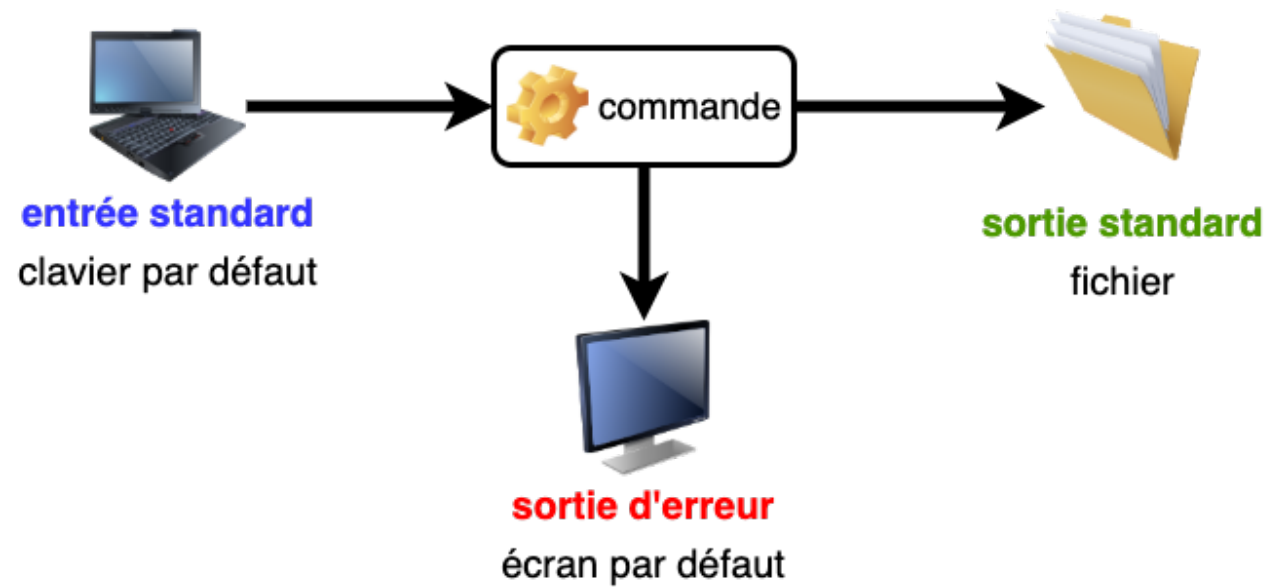 commande
entrée standard
clavier par défaut
sortie standard
fichier
sortie d'erreur
écran par défaut